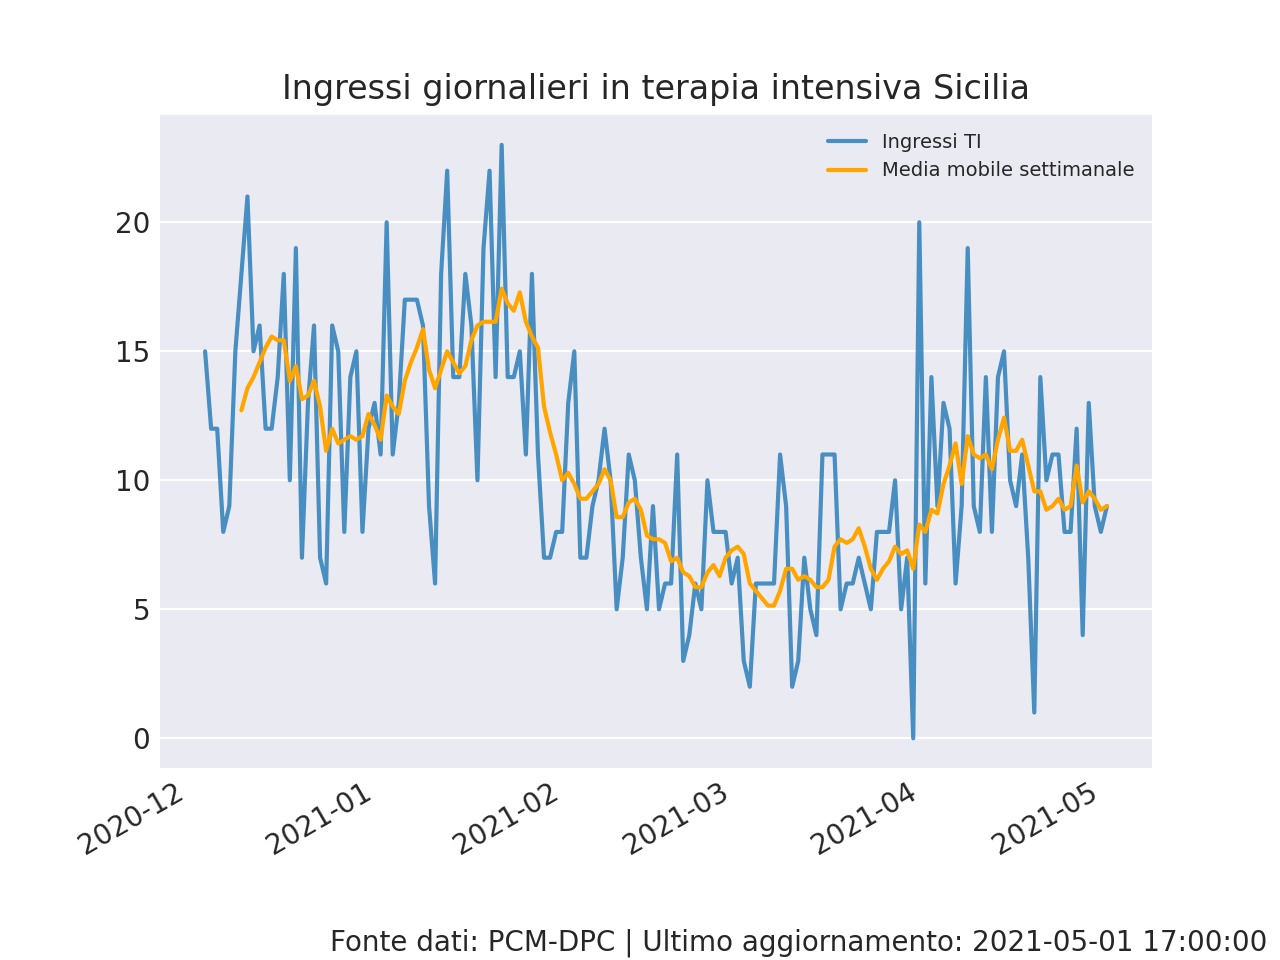 Ingressi giornalieri in terapia intensiva Sicilia
Ingressi TI
Media mobile settimanale
20
15
10
5
0
2020-12
2021-01
2021-02
2021-03
2021-04
2021-05
Fonte dati: PCM-DPC | Ultimo aggiornamento: 2021-05-01 17:00:00